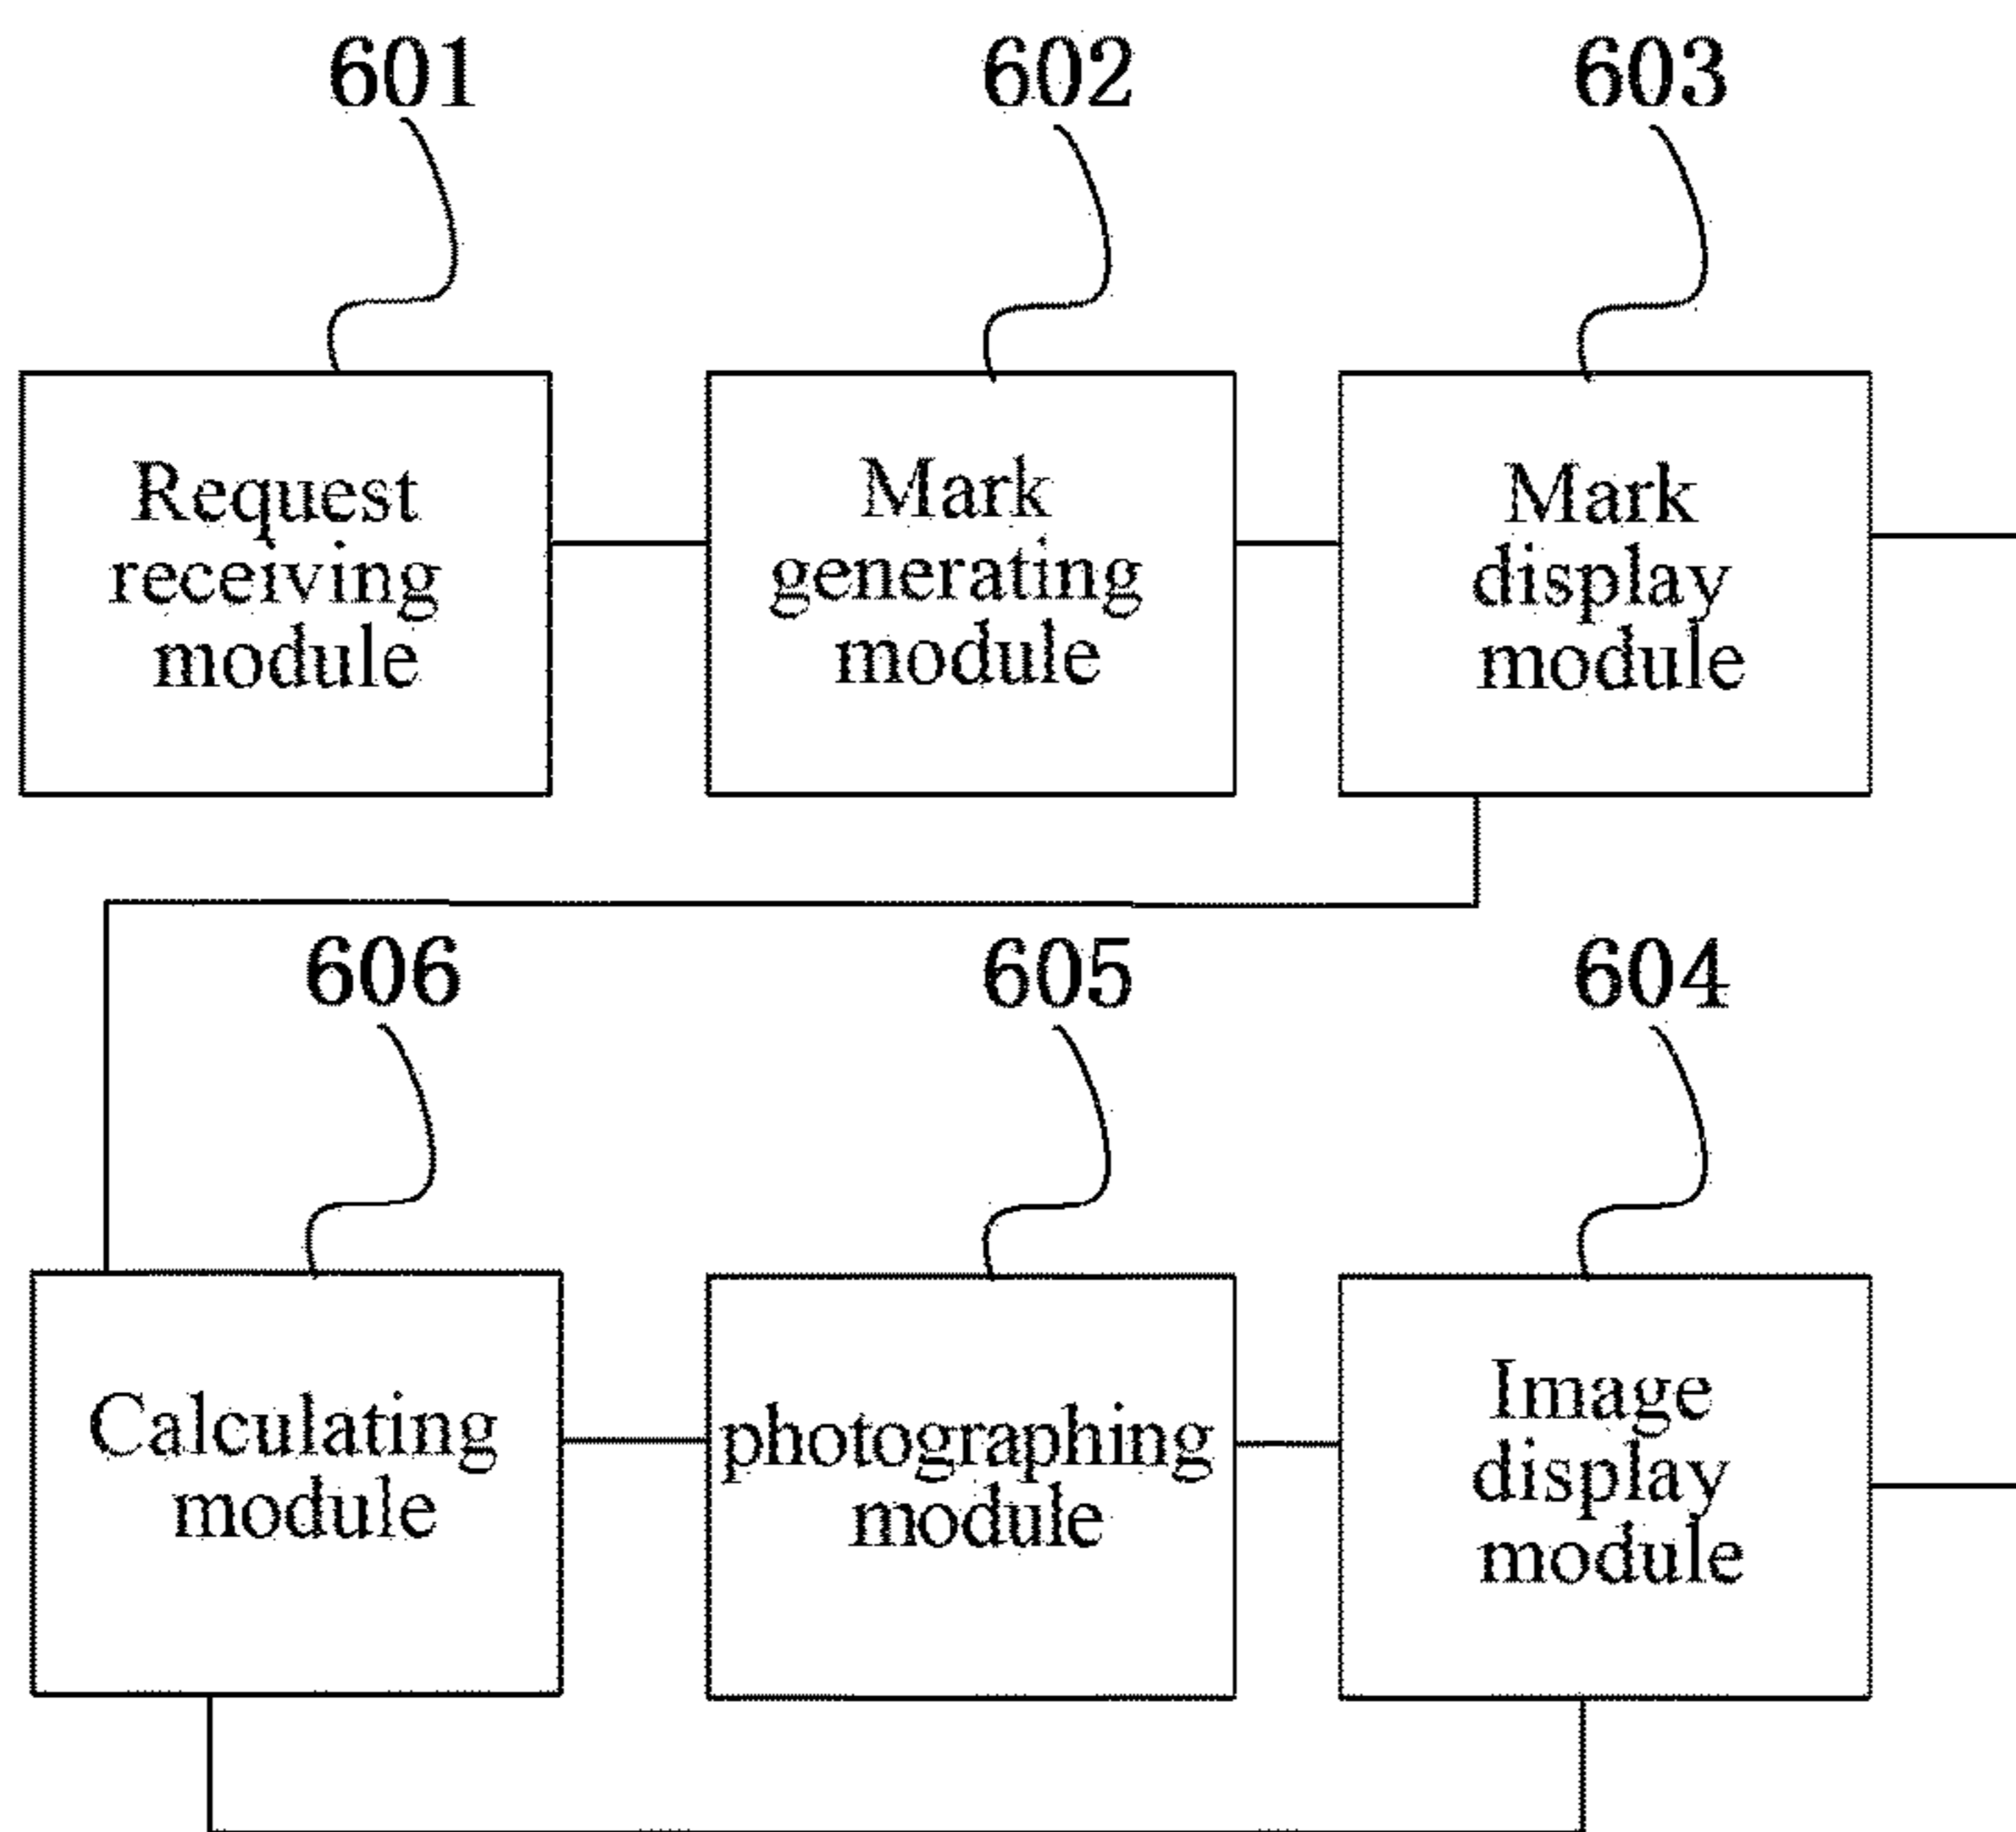 601
602
603
Request
receiving
module
Mark
generating
module
Mark
display
module
606
605
604
Calculating
module
photographing
module
Image
display
module